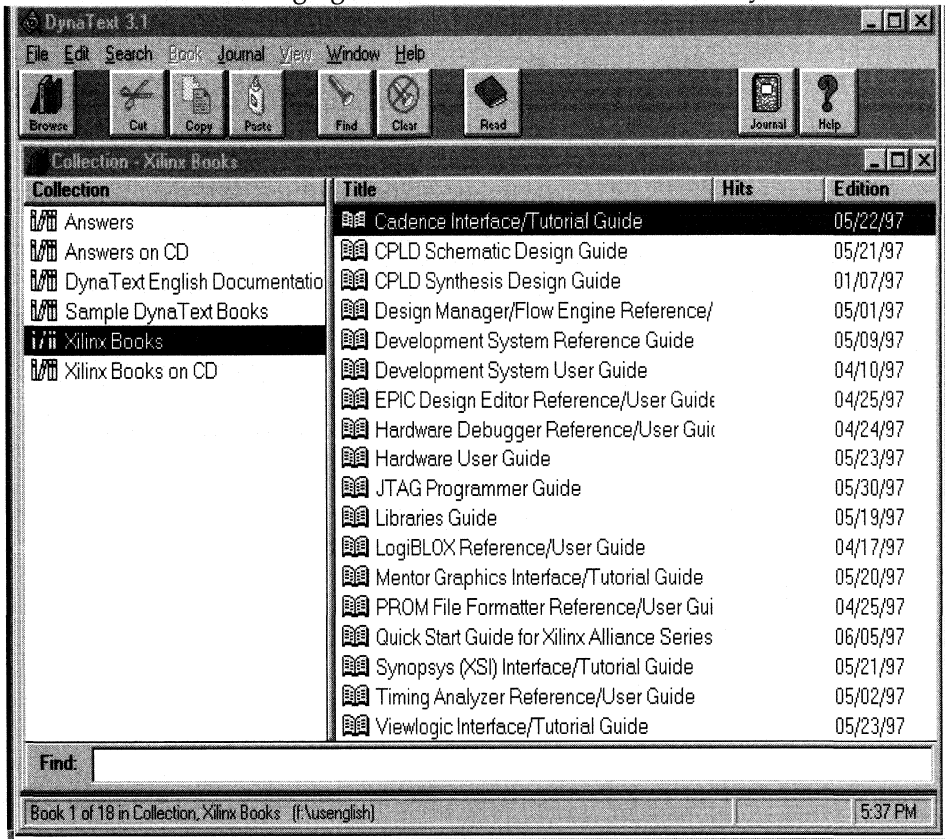 DynaText 3.1
File Edit Search Book Journal View Window Help
Browse Cut Copy Paste Find Clear Read Journal Help
Collection - Xilinx Books
Collection Title Hits Edition
Answers
Answers on CD
DynaText English Documentatio
Sample DynaText Books
Xilinx Books
Xilinx Books on CD
Cadence Interface/Tutorial Guide 05/22/97
CPLD Schematic Design Guide 05/21/97
CPLD Synthesis Design Guide 01/07/97
Design Manager/Flow Engine Reference/ 05/01/97
Development System Reference Guide 05/09/97
Development System User Guide 04/10/97
EPIC Design Editor Reference/User Guide 04/25/97
Hardware Debugger Reference/User Guid 04/24/97
Hardware User Guide 05/23/97
JTAG Programmer Guide 05/30/97
Libraries Guide 05/19/97
LogiBLOX Reference/User Guide 04/17/97
Mentor Graphics Interface/Tutorial Guide 05/20/97
PROM File Formatter Reference/User Gui 04/25/97
Quick Start Guide for Xilinx Alliance Series 06/05/97
Synopsys (XSI) Interface/Tutorial Guide 05/21/97
Timing Analyzer Reference/User Guide 05/02/97
Viewlogic Interface/Tutorial Guide 05/23/97
Find:
Book 1 of 18 in Collection, Xilinx Books (f:\usenglish) 5:37 PM